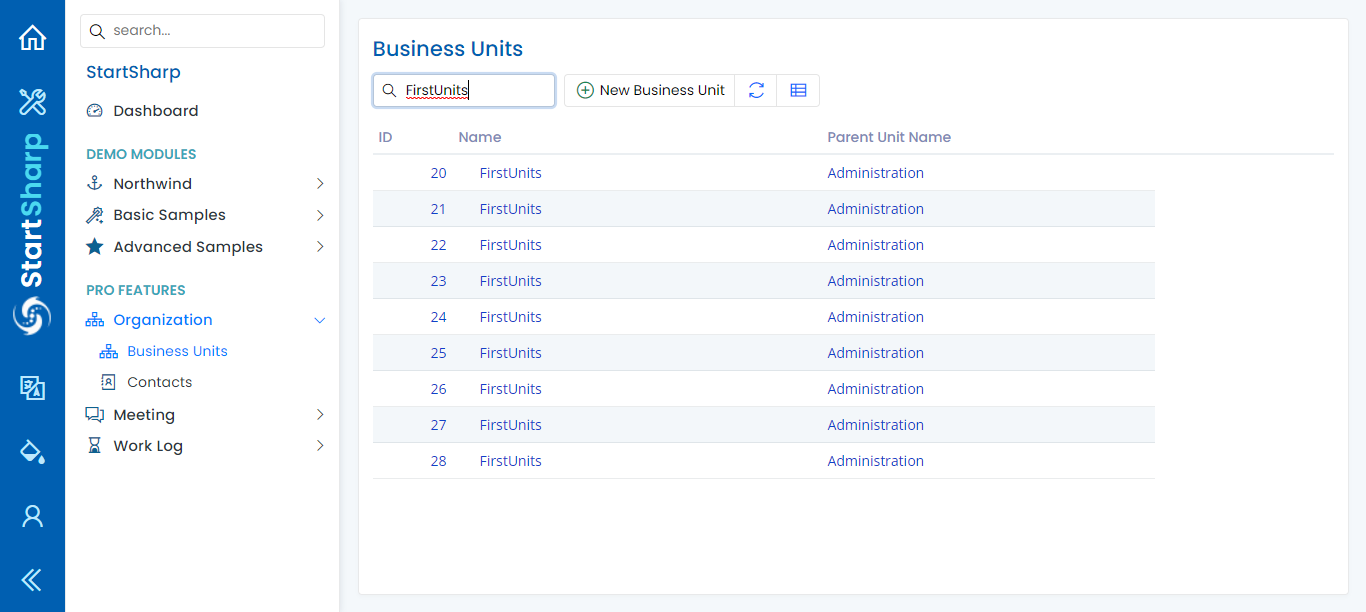 search...
StartSharp
Dashboard
DEMO MODULES
Northwind
Basic Samples
Advanced Samples
PRO FEATURES
Organization
Business Units
Contacts
Meeting
Work Log
StartSharp
Business Units
FirstUnits
New Business Unit
ID Name Parent Unit Name
20 FirstUnits Administration
21 FirstUnits Administration
22 FirstUnits Administration
23 FirstUnits Administration
24 FirstUnits Administration
25 FirstUnits Administration
26 FirstUnits Administration
27 FirstUnits Administration
28 FirstUnits Administration